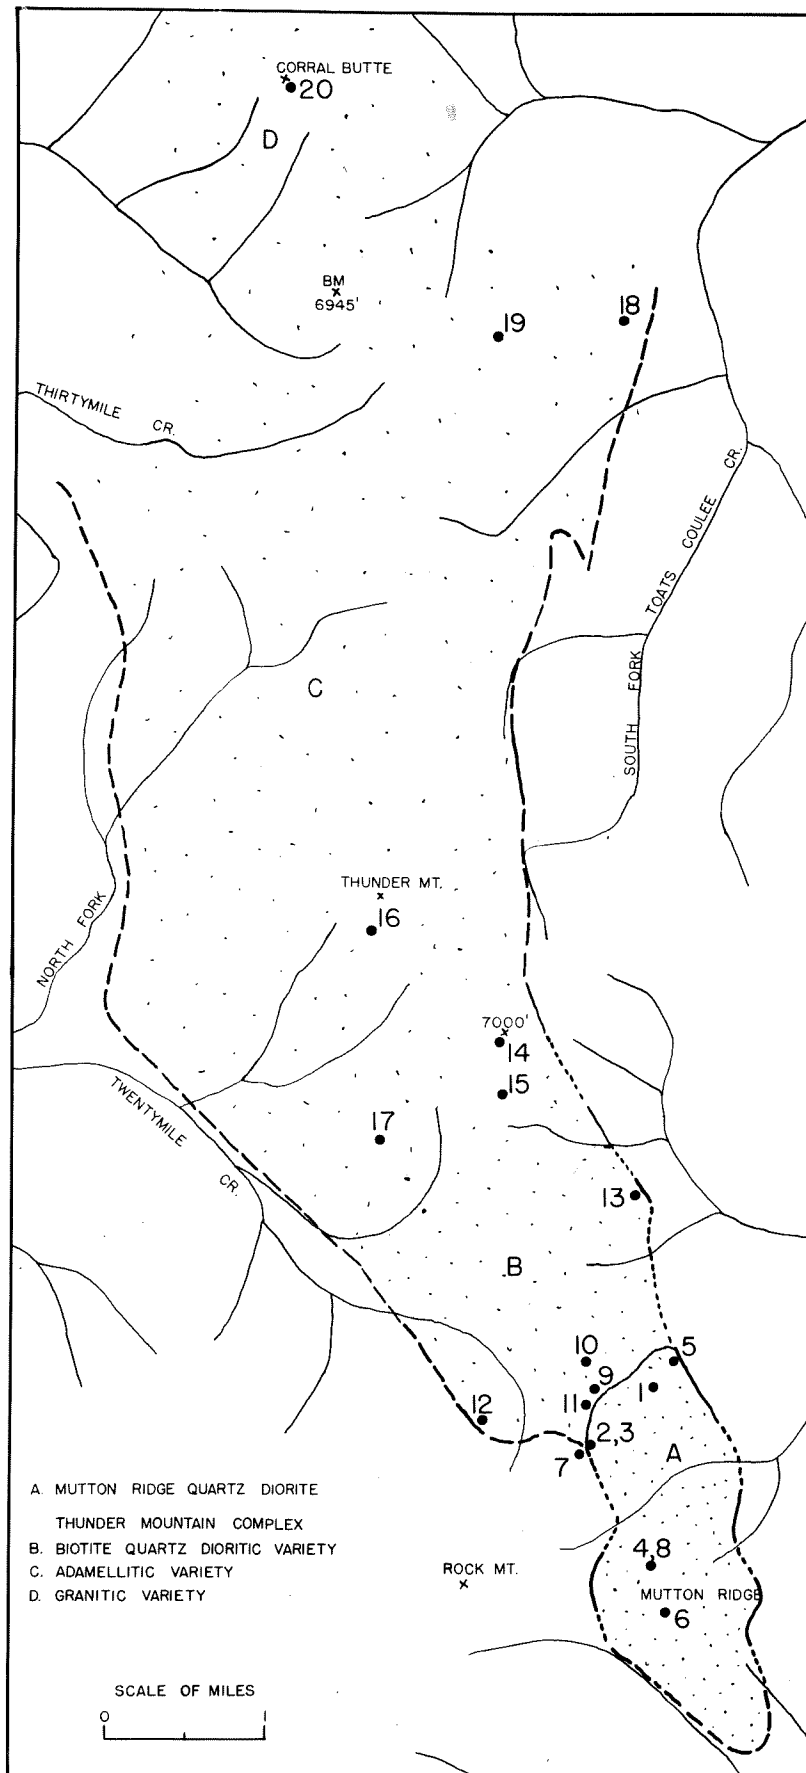 CORRAL BUTTE
20
D
BM
6945'
19
18
THIRTYMILE CR.
SOUTH FORK TOATS COULEE CR.
C
THUNDER MT.
16
NORTH FORK
7000'
14
15
TWENTYMILE CR.
17
13
B
10
5
9
1
12
11
2,3
7
A
4,8
ROCK MT.
MUTTON RIDGE
6
A. MUTTON RIDGE QUARTZ DIORITE
THUNDER MOUNTAIN COMPLEX
B. BIOTITE QUARTZ DIORITIC VARIETY
C. ADAMELLITIC VARIETY
D. GRANITIC VARIETY
SCALE OF MILES
0 1